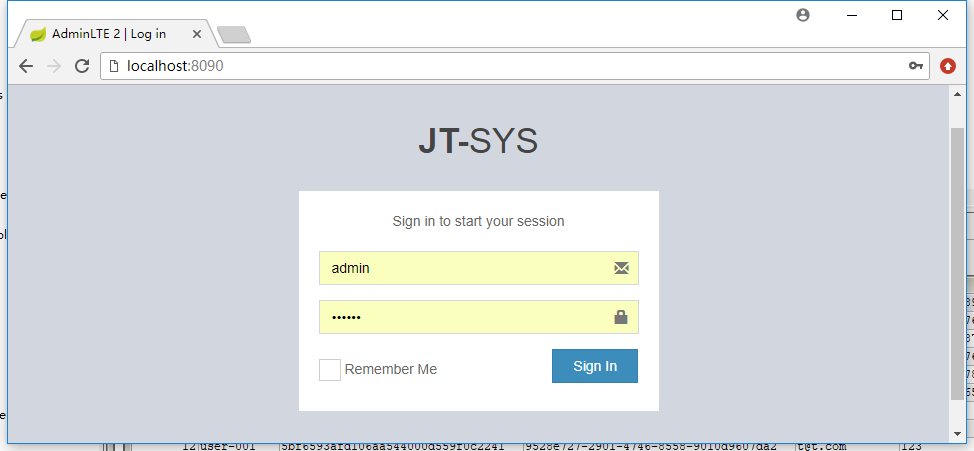 AdminLTE 2 | Log in
localhost:8090
JT-SYS
Sign in to start your session
admin
••••••
Remember Me
Sign In
12 user-001 5bf6593afd106aa544000d559f0c2241 9528e727-2901-4746-8558-9010d9607da2 t@t.com 123